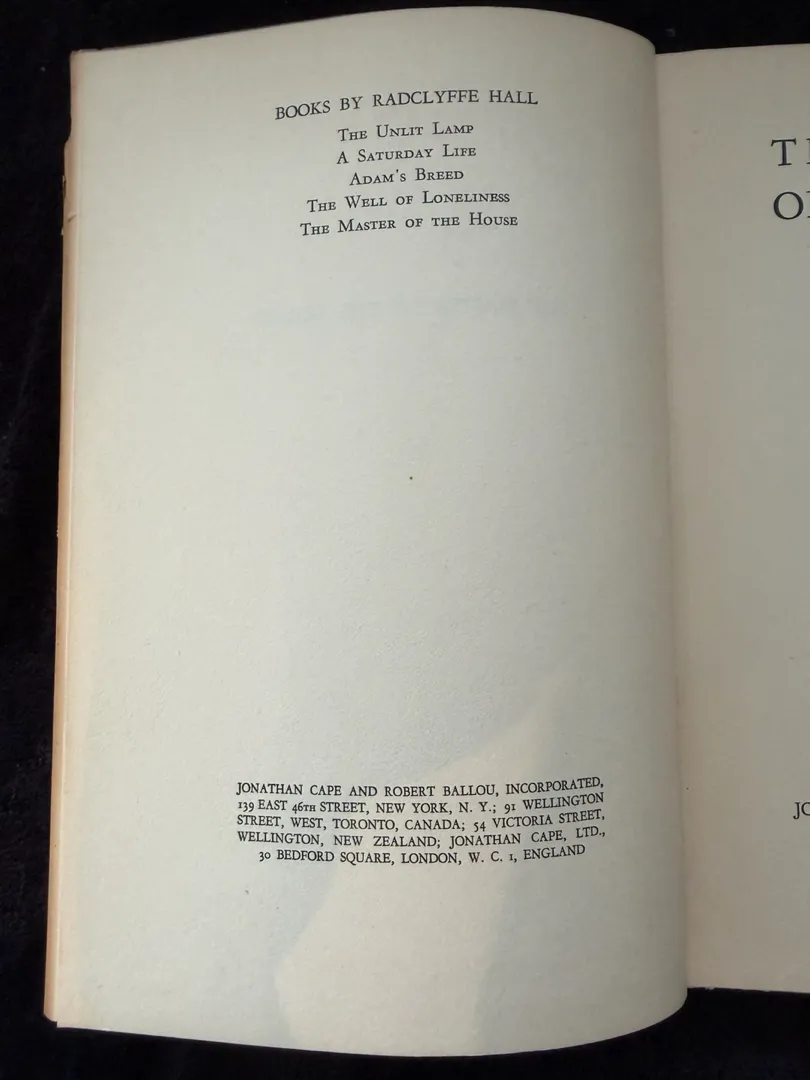 BOOKS BY RADCLYFFE HALL
THE UNLIT LAMP
A SATURDAY LIFE
ADAM'S BREED
THE WELL OF LONELINESS
THE MASTER OF THE HOUSE
JONATHAN CAPE AND ROBERT BALLOU, INCORPORATED,
139 EAST 46TH STREET, NEW YORK, N. Y.; 91 WELLINGTON
STREET, WEST, TORONTO, CANADA; 54 VICTORIA STREET,
WELLINGTON, NEW ZEALAND; JONATHAN CAPE, LTD.,
30 BEDFORD SQUARE, LONDON, W. C. 1, ENGLAND